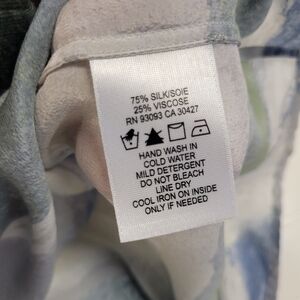 75% SILK/SOIE
25% VISCOSE
RN 93093 CA 30427
HAND WASH IN
COLD WATER
MILD DETERGENT
DO NOT BLEACH
LINE DRY
COOL IRON ON INSIDE
ONLY IF NEEDED